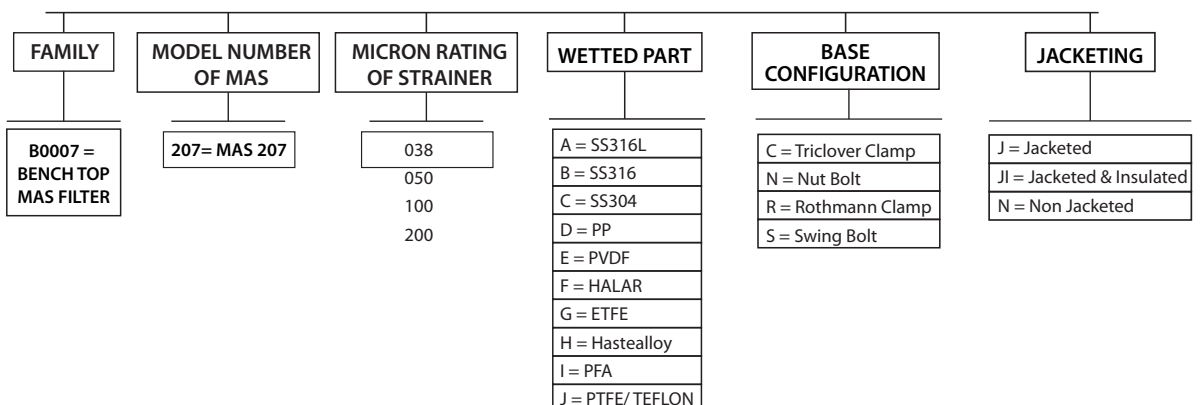 FAMILY
MODEL NUMBER
OF MAS
MICRON RATING
OF STRAINER
WETTED PART
BASE
CONFIGURATION
JACKETING
B0007 =
BENCH TOP
MAS FILTER
207= MAS 207
038
050
100
200
A = SS316L
B = SS316
C = SS304
D = PP
E = PVDF
F = HALAR
G = ETFE
H = Hastealloy
I = PFA
J = PTFE/ TEFLON
C = Triclover Clamp
N = Nut Bolt
R = Rothmann Clamp
S = Swing Bolt
J = Jacketed
JI = Jacketed & Insulated
N = Non Jacketed